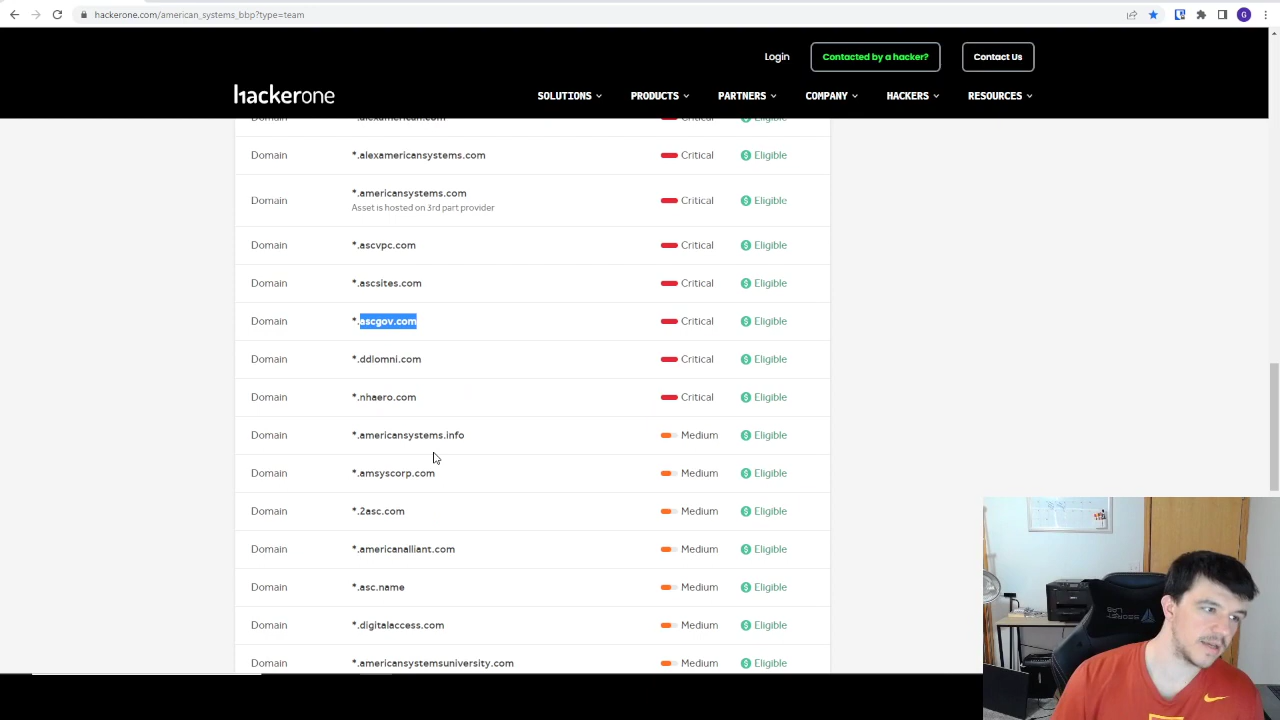 hackerone.com/american_systems_bbp?type=team
G
Login
Contacted by a hacker?
Contact Us
hackerone
SOLUTIONS
PRODUCTS
PARTNERS
COMPANY
HACKERS
RESOURCES
Domain *.alexamerican.com Critical Eligible
Domain *.alexamericansystems.com Critical Eligible
Domain *.americansystems.com Critical Eligible
Asset is hosted on 3rd part provider
Domain *.ascvpc.com Critical Eligible
Domain *.ascsites.com Critical Eligible
Domain *.ascgov.com Critical Eligible
Domain *.ddlomni.com Critical Eligible
Domain *.nhaero.com Critical Eligible
Domain *.americansystems.info Medium Eligible
Domain *.amsyscorp.com Medium Eligible
Domain *.2asc.com Medium Eligible
Domain *.americanalliant.com Medium Eligible
Domain *.asc.name Medium Eligible
Domain *.digitalaccess.com Medium Eligible
Domain *.americansystemsuniversity.com Medium Eligible